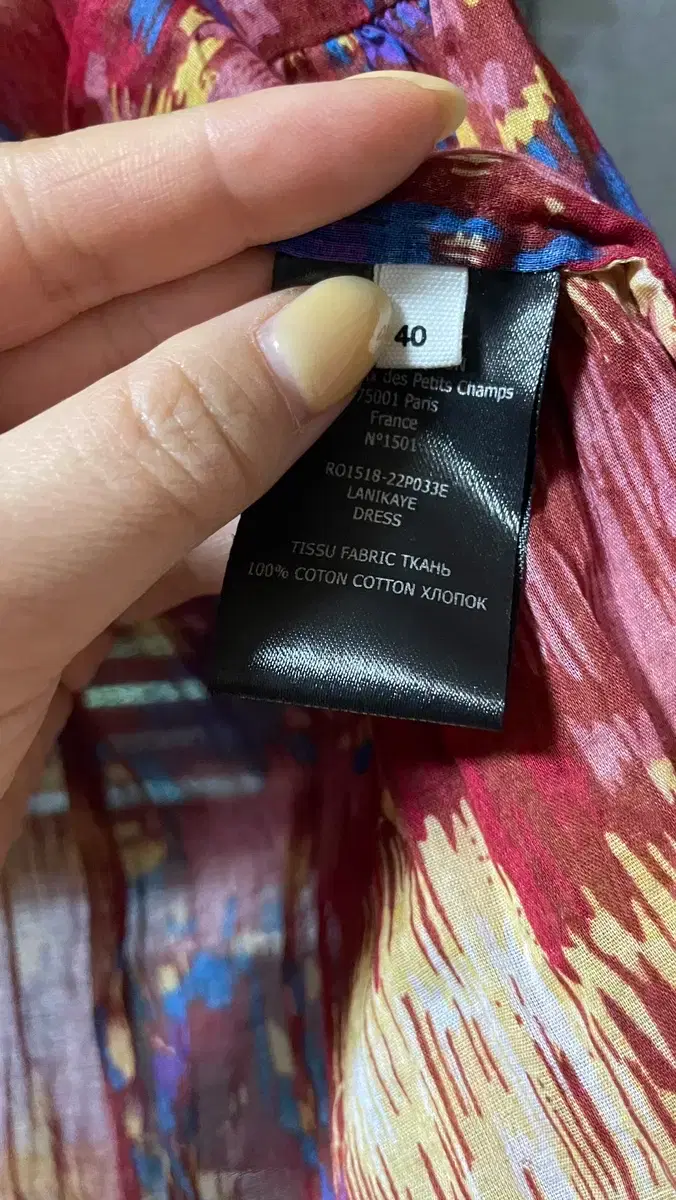 40
des Petits Champs
75001 Paris
France
N°1501
RO1518-22P033E
LANIKAYE
DRESS
TISSU FABRIC ТКАНЬ
100% COTON COTTON ХЛОПОК